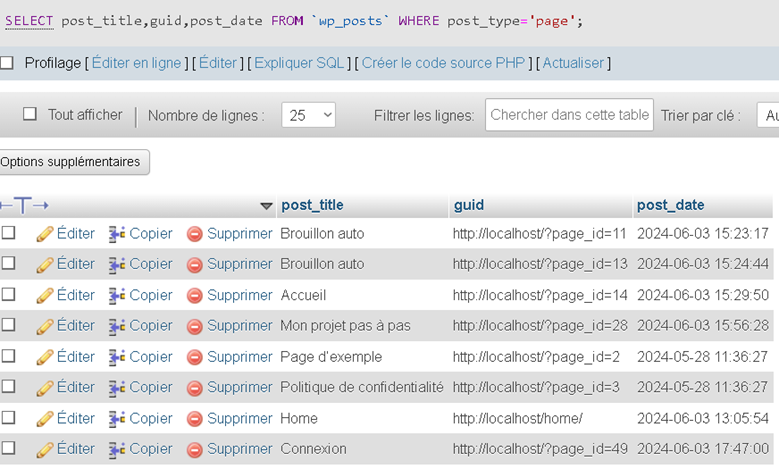 SELECT post_title,guid,post_date FROM `wp_posts` WHERE post_type='page';
Profilage [ Éditer en ligne ] [ Éditer ] [ Expliquer SQL ] [ Créer le code source PHP ] [ Actualiser ]
Tout afficher Nombre de lignes : 25 Filtrer les lignes: Chercher dans cette table Trier par clé : Au
Options supplémentaires
post_title guid post_date
Éditer Copier Supprimer Brouillon auto http://localhost/?page_id=11 2024-06-03 15:23:17
Éditer Copier Supprimer Brouillon auto http://localhost/?page_id=13 2024-06-03 15:24:44
Éditer Copier Supprimer Accueil http://localhost/?page_id=14 2024-06-03 15:29:50
Éditer Copier Supprimer Mon projet pas à pas http://localhost/?page_id=28 2024-06-03 15:56:28
Éditer Copier Supprimer Page d'exemple http://localhost/?page_id=2 2024-05-28 11:36:27
Éditer Copier Supprimer Politique de confidentialité http://localhost/?page_id=3 2024-05-28 11:36:27
Éditer Copier Supprimer Home http://localhost/home/ 2024-06-03 13:05:54
Éditer Copier Supprimer Connexion http://localhost/?page_id=49 2024-06-03 17:47:00